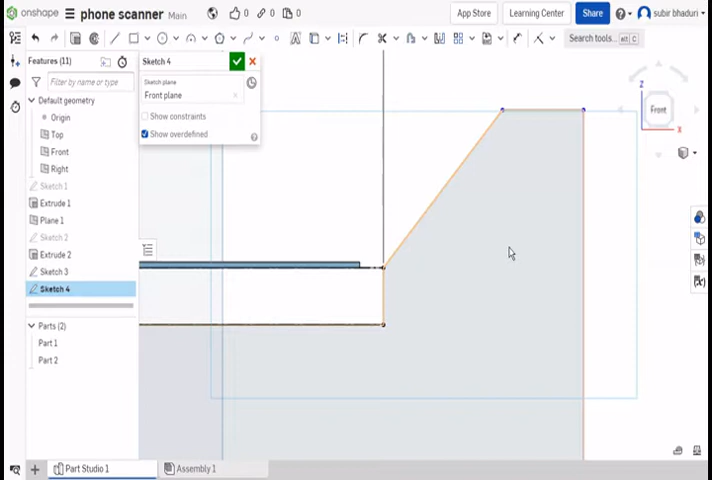 onshape phone scanner Main 0 0 0 App Store Learning Center Share subir bhaduri
Search tools... alt C
Features (11)
Filter by name or type
Default geometry
Origin
Top
Front
Right
Sketch 1
Extrude 1
Plane 1
Sketch 2
Extrude 2
Sketch 3
Sketch 4
Parts (2)
Part 1
Part 2
Sketch 4
Sketch plane
Front plane
Show constraints
Show overdefined
Z
Front
X
Part Studio 1
Assembly 1